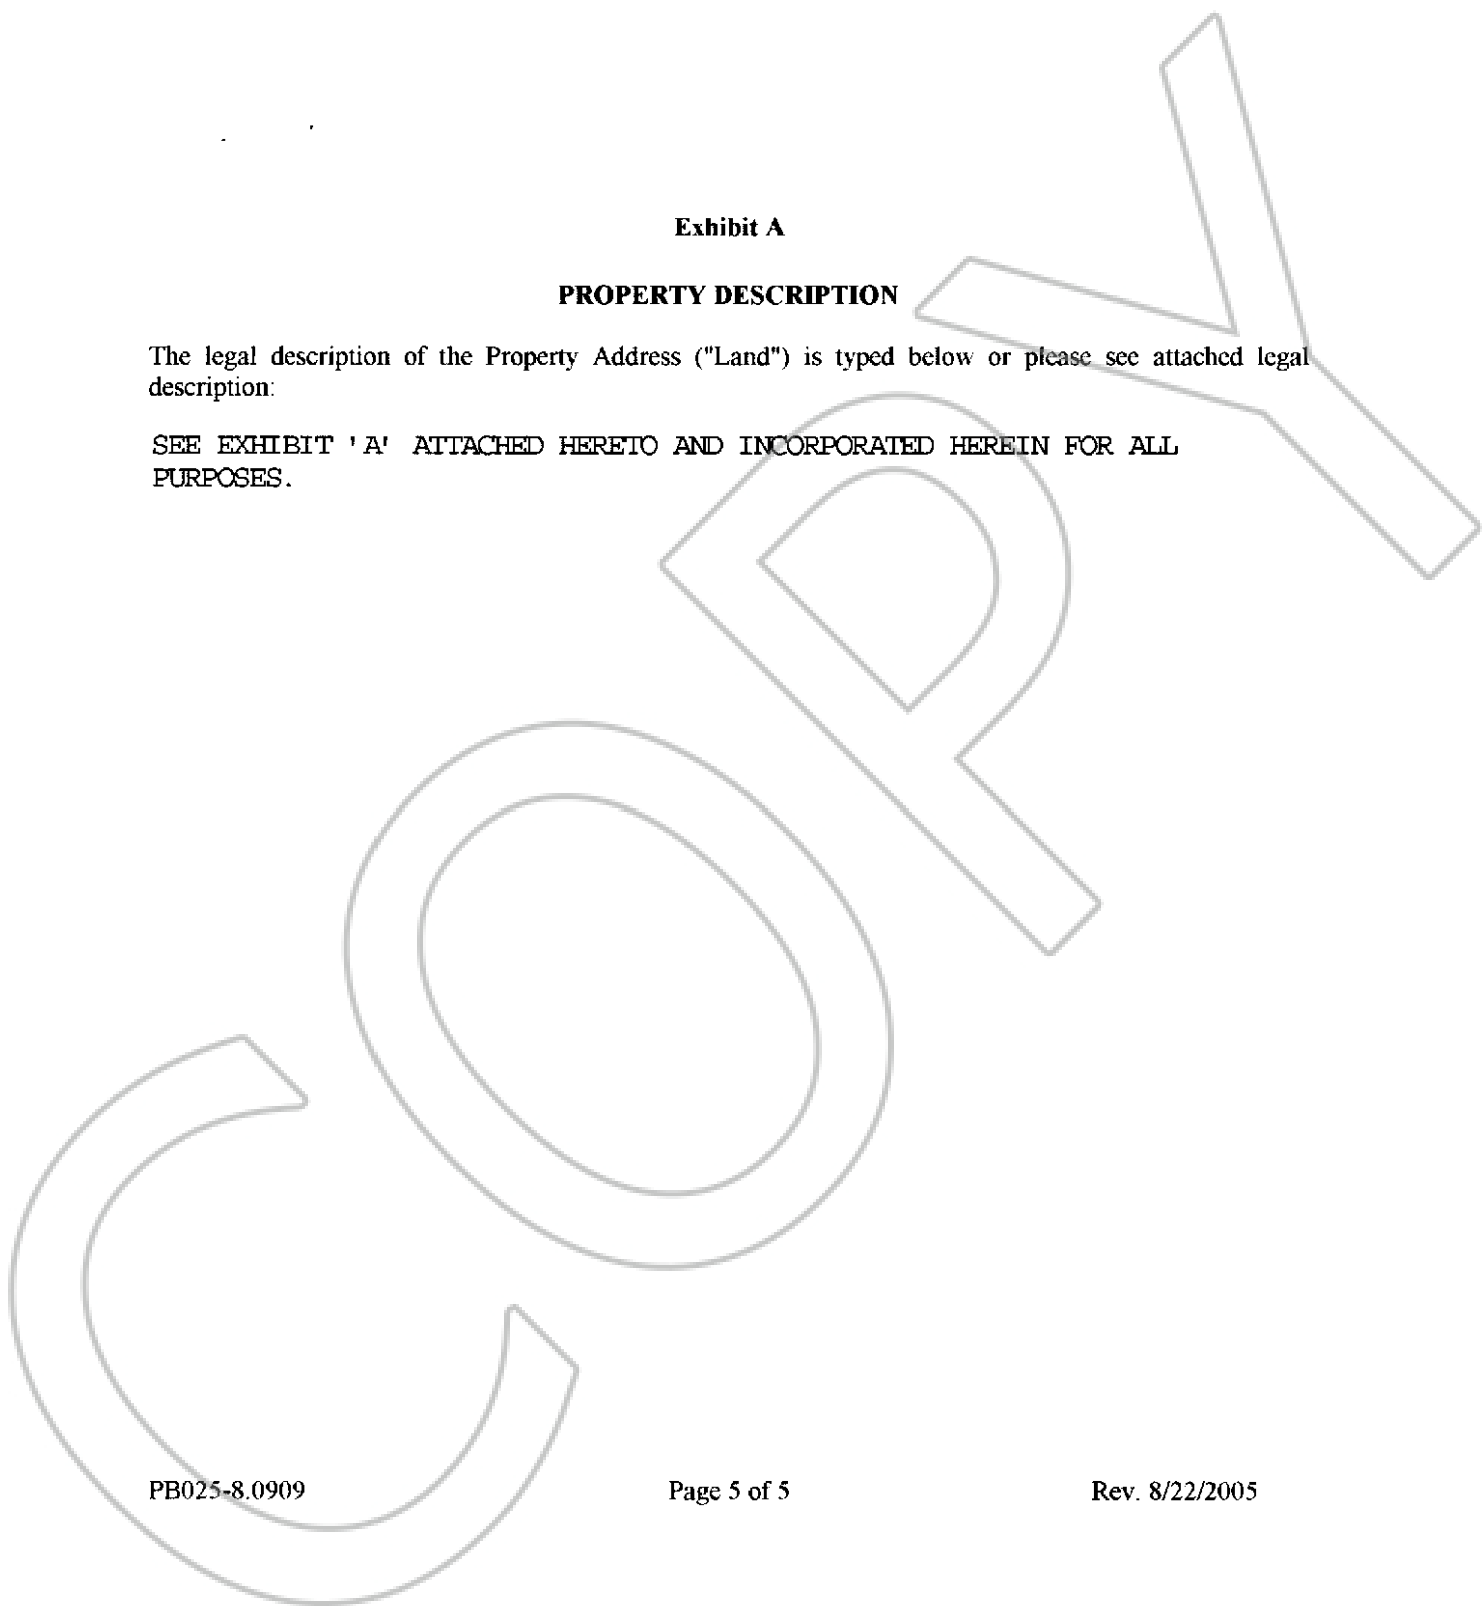 Exhibit A
PROPERTY DESCRIPTION
The legal description of the Property Address ("Land") is typed below or please see attached legal
description:
SEE EXHIBIT 'A' ATTACHED HERETO AND INCORPORATED HEREIN FOR ALL
PURPOSES.
COPY
PB025-8.0909 Page 5 of 5 Rev. 8/22/2005